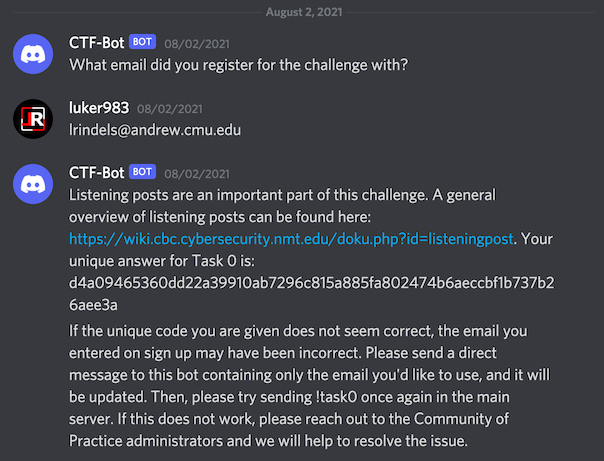 August 2, 2021
CTF-Bot BOT 08/02/2021
What email did you register for the challenge with?
luker983 08/02/2021
lrindels@andrew.cmu.edu
CTF-Bot BOT 08/02/2021
Listening posts are an important part of this challenge. A general
overview of listening posts can be found here:
https://wiki.cbc.cybersecurity.nmt.edu/doku.php?id=listeningpost. Your
unique answer for Task 0 is:
d4a09465360dd22a39910ab7296c815a885fa802474b6aeccbf1b737b2
6aee3a
If the unique code you are given does not seem correct, the email you
entered on sign up may have been incorrect. Please send a direct
message to this bot containing only the email you'd like to use, and it will
be updated. Then, please try sending !task0 once again in the main
server. If this does not work, please reach out to the Community of
Practice administrators and we will help to resolve the issue.